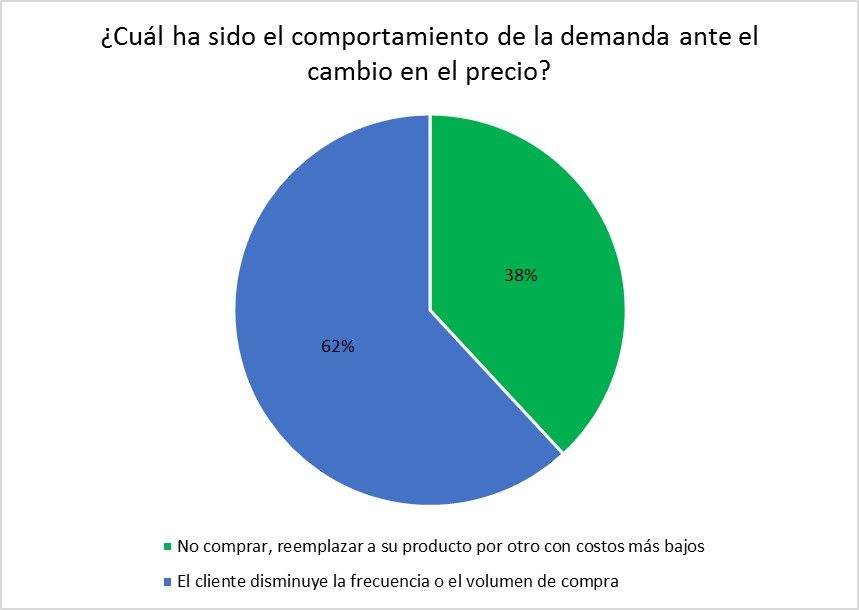 ¿Cuál ha sido el comportamiento de la demanda ante el
cambio en el precio?
38%
62%
No comprar, reemplazar a su producto por otro con costos más bajos
El cliente disminuye la frecuencia o el volumen de compra